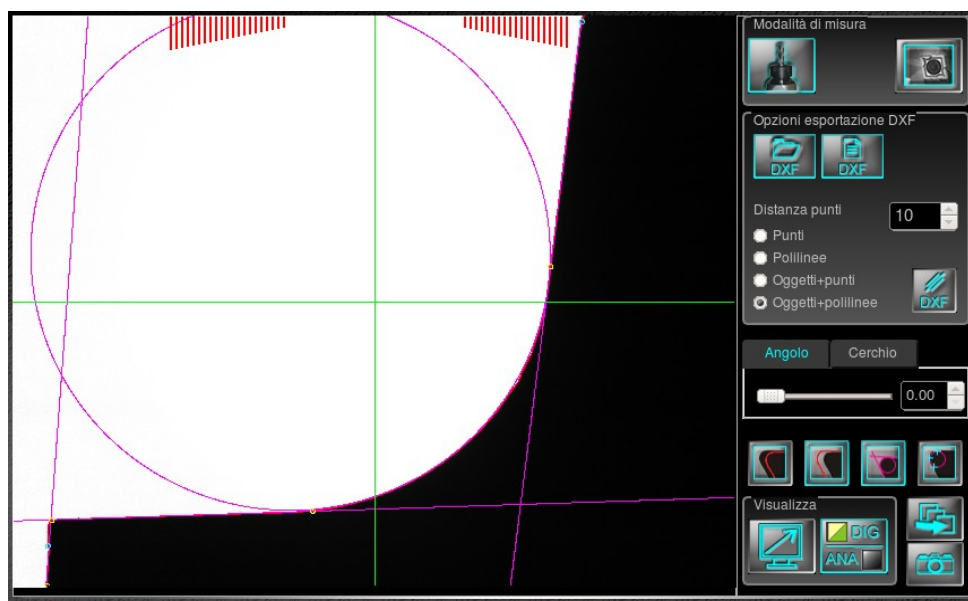 Modalità di misura
Opzioni esportazione DXF
DXF
DXF
Distanza punti
10
Punti
Polilinee
Oggetti+punti
Oggetti+polilinee
DXF
Angolo
Cerchio
0.00
Visualizza
DIG
ANA